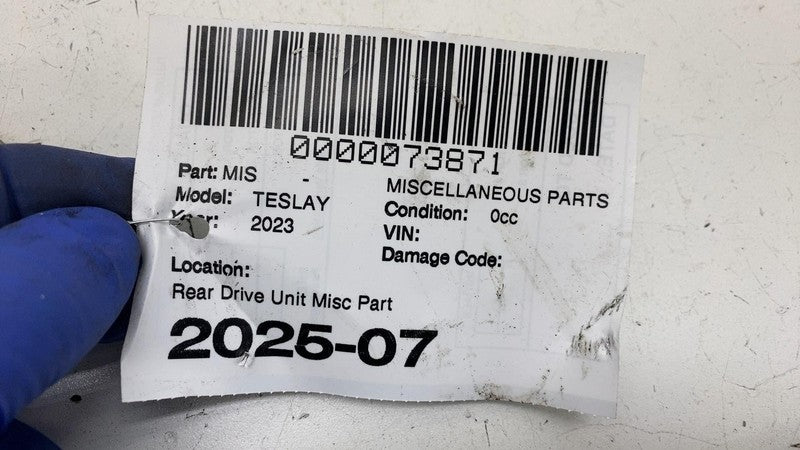 0000073871
Part: MIS - MISCELLANEOUS PARTS
Model: TESLAY Condition: 0cc
Year: 2023 VIN:
Damage Code:
Location:
Rear Drive Unit Misc Part
2025-07